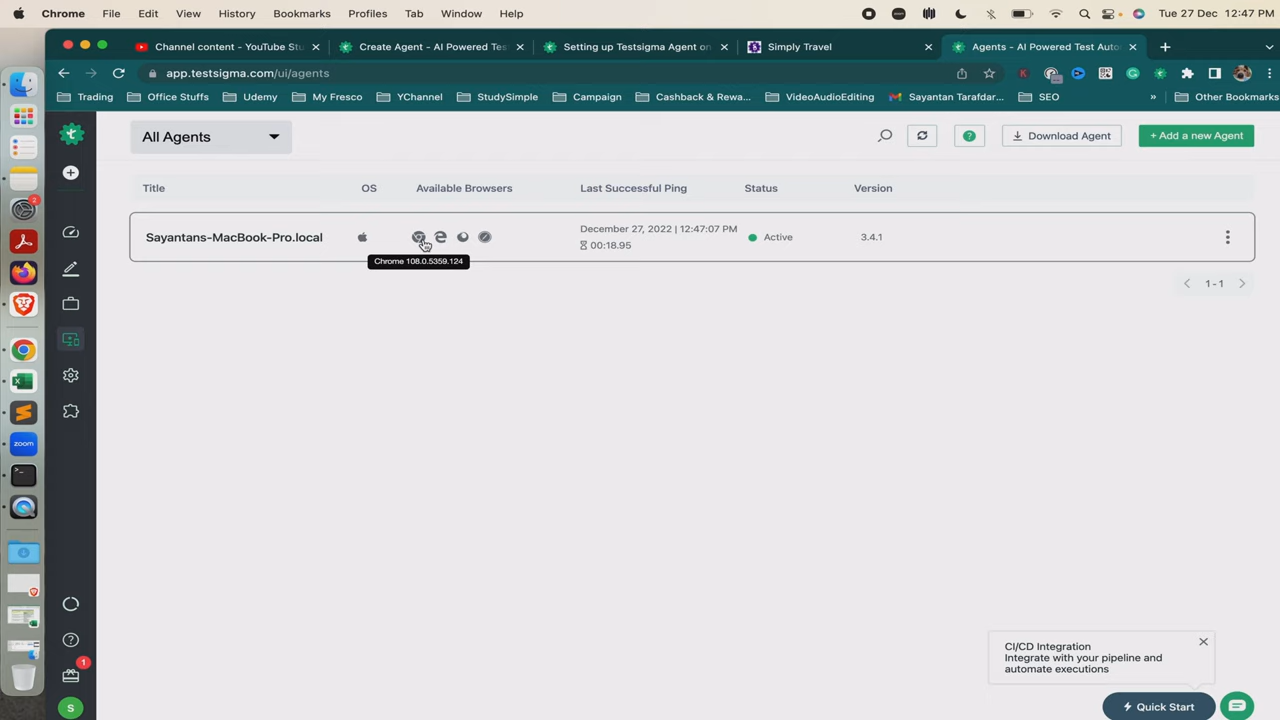 Chrome File Edit View History Bookmarks Profiles Tab Window Help Tue 27 Dec 12:47 PM
Channel content - YouTube Stu Create Agent - AI Powered Test Setting up Testsigma Agent on Simply Travel Agents - AI Powered Test Auto
app.testsigma.com/ui/agents
Trading Office Stuffs Udemy My Fresco YChannel StudySimple Campaign Cashback & Rewa... VideoAudioEditing Sayantan Tarafdar... SEO » Other Bookmarks
All Agents Download Agent + Add a new Agent
Title OS Available Browsers Last Successful Ping Status Version
Sayantans-MacBook-Pro.local December 27, 2022 | 12:47:07 PM Active 3.4.1
00:18.95
Chrome 108.0.5359.124
1 - 1
2
zoom
CI/CD Integration
Integrate with your pipeline and
automate executions
1
S Quick Start